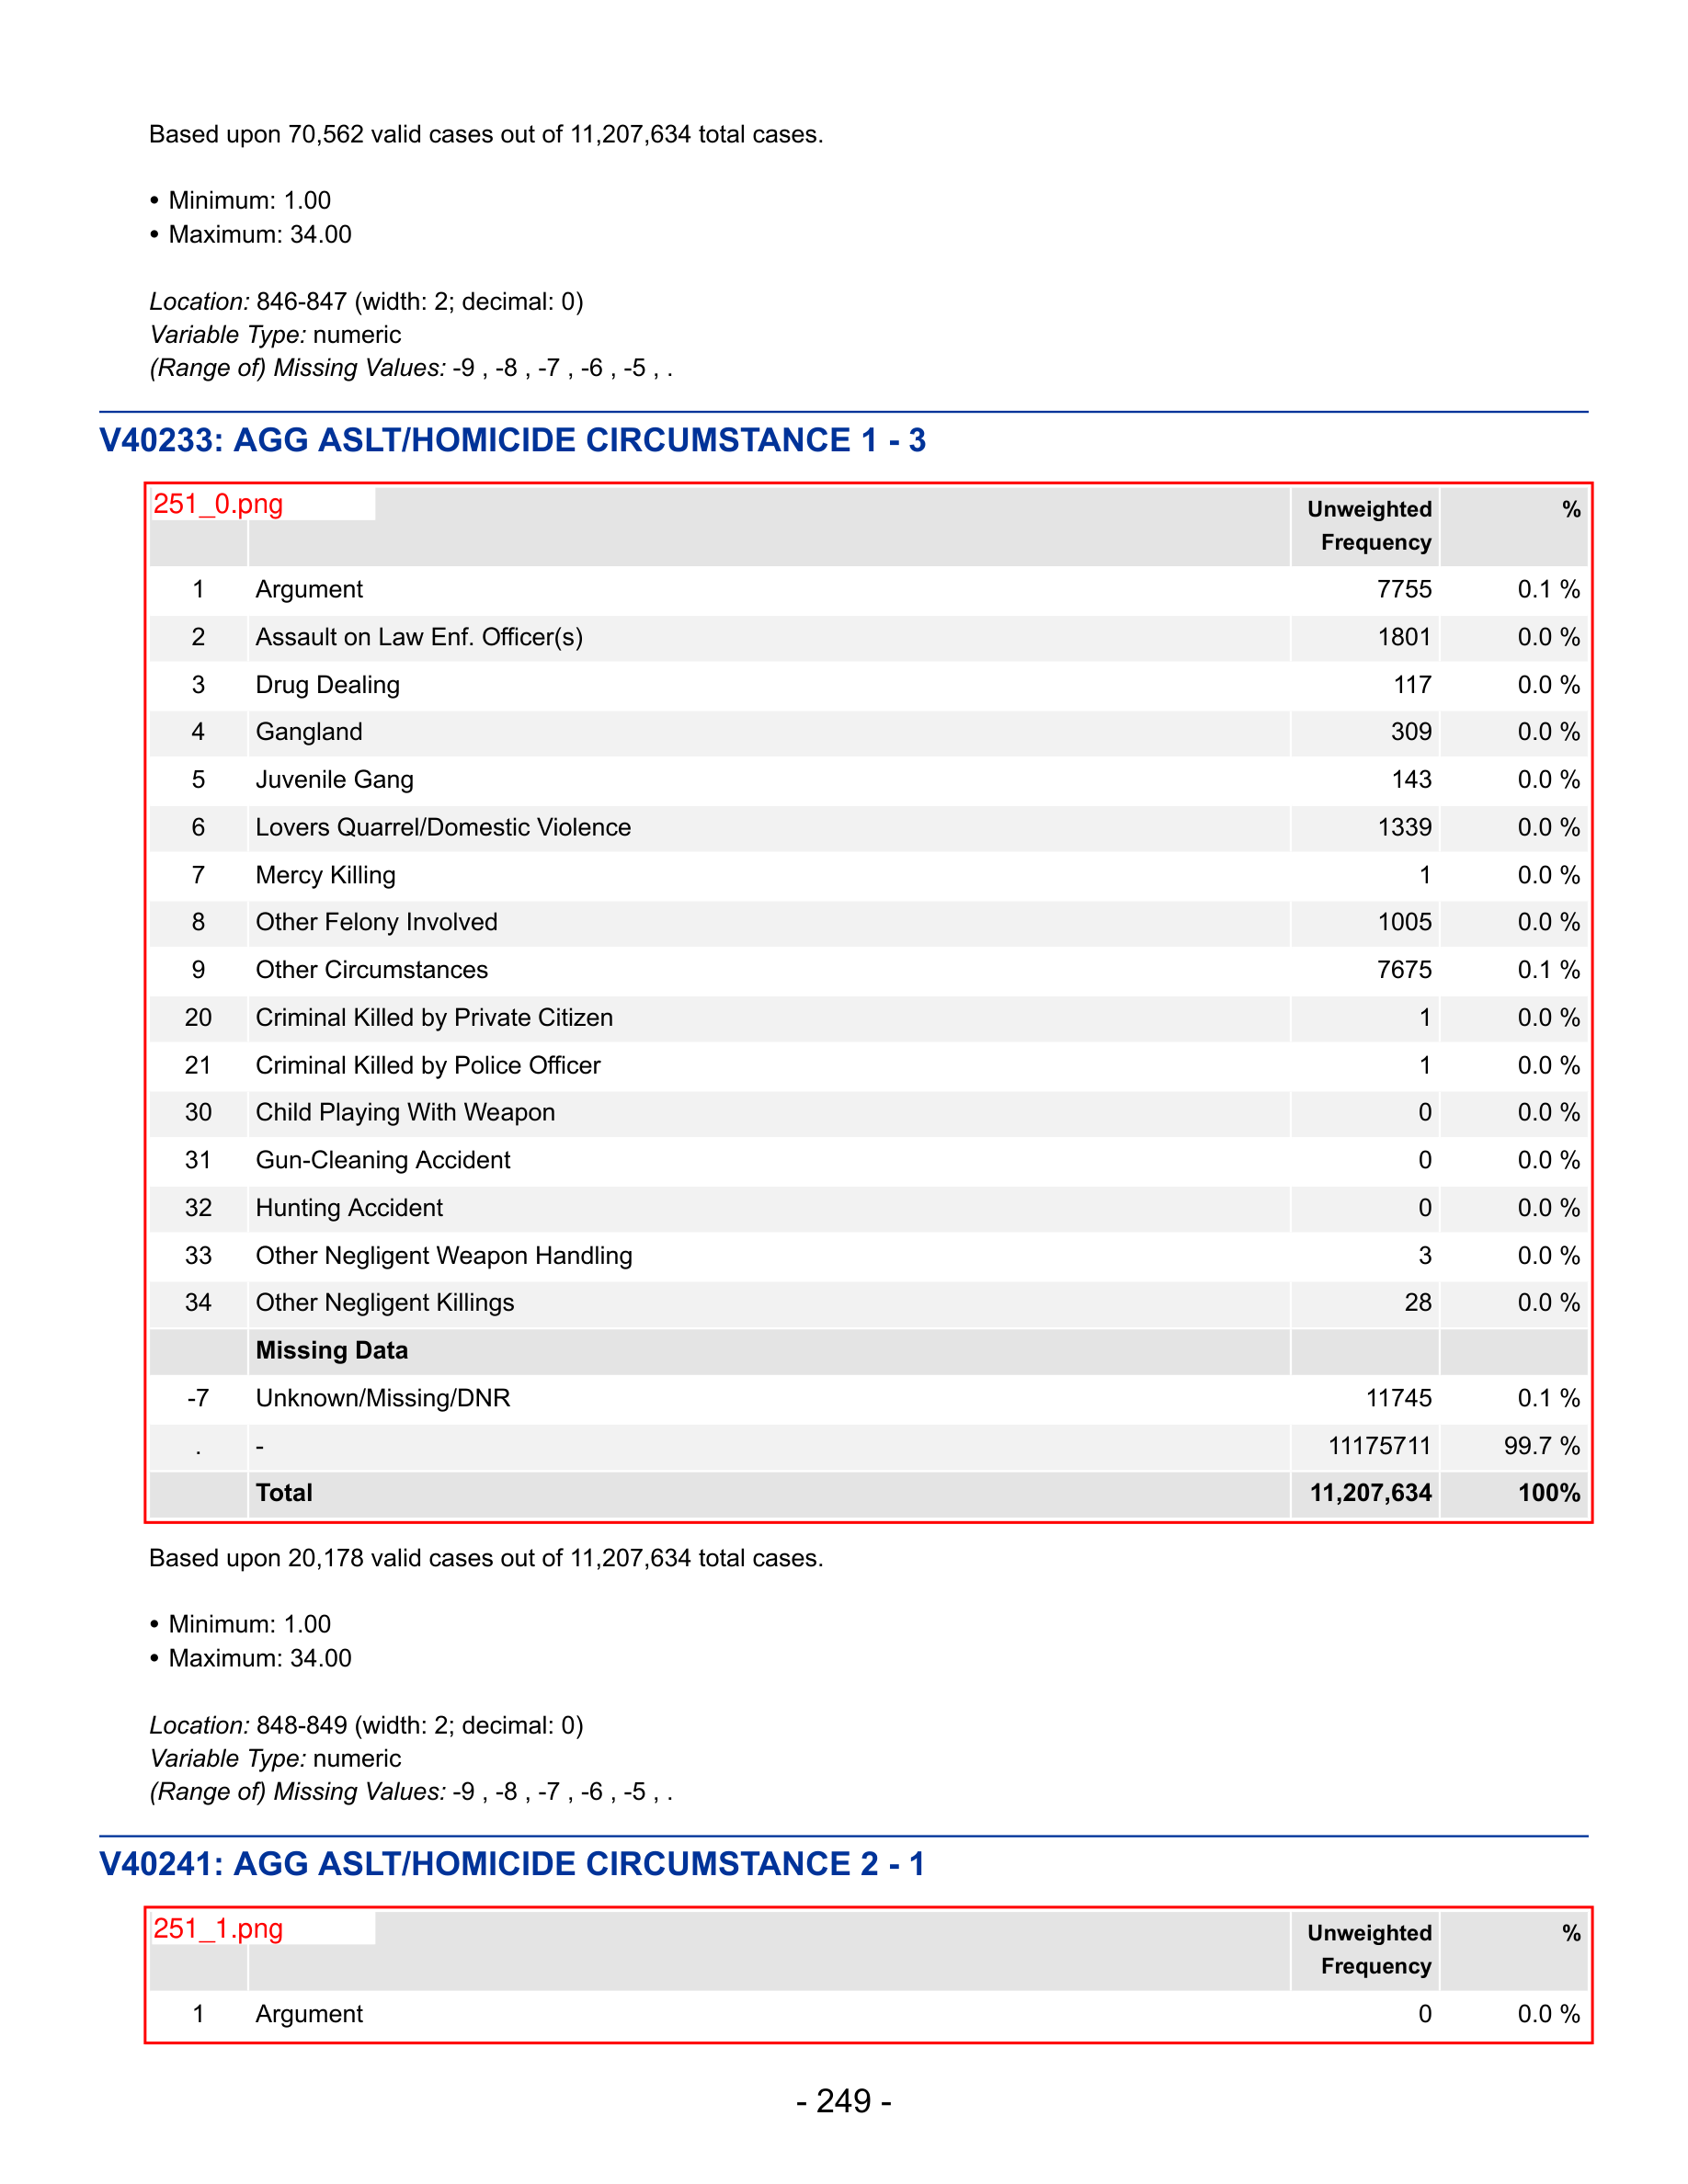 Based upon 70,562 valid cases out of 11,207,634 total cases.
• Minimum: 1.00
• Maximum: 34.00
Location: 846-847 (width: 2; decimal: 0)
Variable Type: numeric
(Range of) Missing Values: -9 , -8 , -7 , -6 , -5 , .
V40233: AGG ASLT/HOMICIDE CIRCUMSTANCE 1 - 3
251_0.png
Unweighted Frequency %
1 Argument 7755 0.1 %
2 Assault on Law Enf. Officer(s) 1801 0.0 %
3 Drug Dealing 117 0.0 %
4 Gangland 309 0.0 %
5 Juvenile Gang 143 0.0 %
6 Lovers Quarrel/Domestic Violence 1339 0.0 %
7 Mercy Killing 1 0.0 %
8 Other Felony Involved 1005 0.0 %
9 Other Circumstances 7675 0.1 %
20 Criminal Killed by Private Citizen 1 0.0 %
21 Criminal Killed by Police Officer 1 0.0 %
30 Child Playing With Weapon 0 0.0 %
31 Gun-Cleaning Accident 0 0.0 %
32 Hunting Accident 0 0.0 %
33 Other Negligent Weapon Handling 3 0.0 %
34 Other Negligent Killings 28 0.0 %
Missing Data
-7 Unknown/Missing/DNR 11745 0.1 %
. - 11175711 99.7 %
Total 11,207,634 100%
Based upon 20,178 valid cases out of 11,207,634 total cases.
• Minimum: 1.00
• Maximum: 34.00
Location: 848-849 (width: 2; decimal: 0)
Variable Type: numeric
(Range of) Missing Values: -9 , -8 , -7 , -6 , -5 , .
V40241: AGG ASLT/HOMICIDE CIRCUMSTANCE 2 - 1
251_1.png
Unweighted Frequency %
1 Argument 0 0.0 %
- 249 -